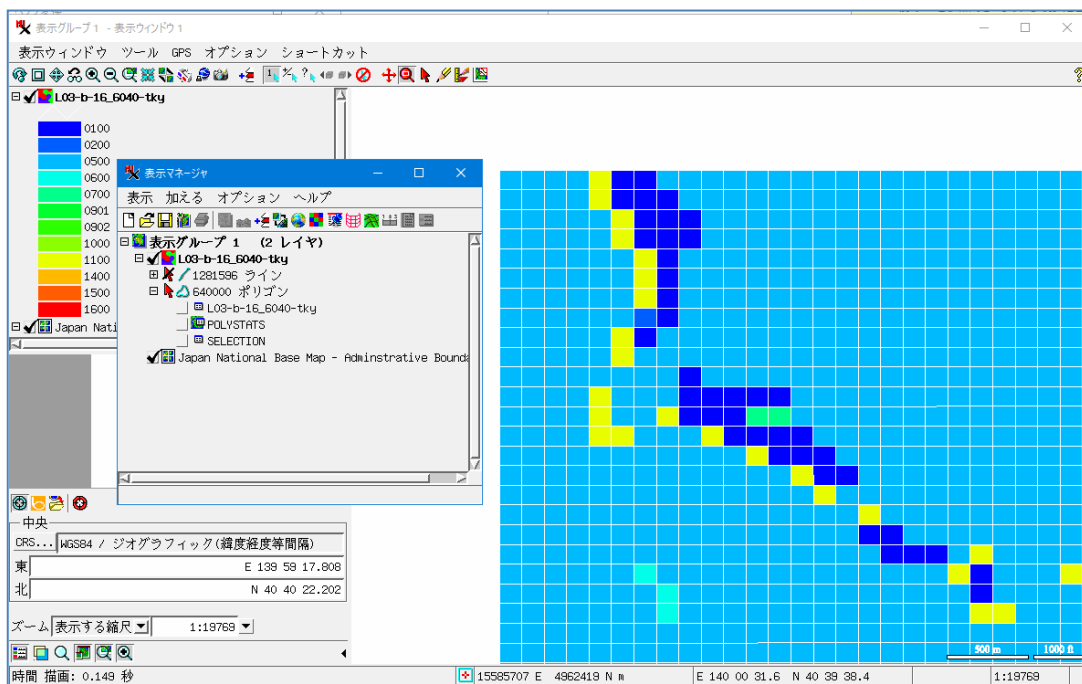 表示グループ1 - 表示ウィンドウ1
表示ウィンドウ ツール GPS オプション ショートカット
L03-b-16_6040-tky
0100
0200
0500
0600
0700
0901
0902
1000
1100
1400
1500
1600
Japan Nati
表示マネージャ
表示 加える オプション ヘルプ
表示グループ 1 (2 レイヤ)
L03-b-16_6040-tky
1281596 ライン
640000 ポリゴン
L03-b-16_6040-tky
POLYSTATS
SELECTION
Japan National Base Map - Adminstrative Bounda
中央
CRS... WGS84 / ジオグラフィック(緯度経度等間隔)
東 E 139 59 17.808
北 N 40 40 22.202
ズーム 表示する縮尺 1:19769
500 m 1000 ft
時間 描画: 0.149 秒 15585707 E 4962419 N m E 140 00 31.6 N 40 39 38.4 1:19769